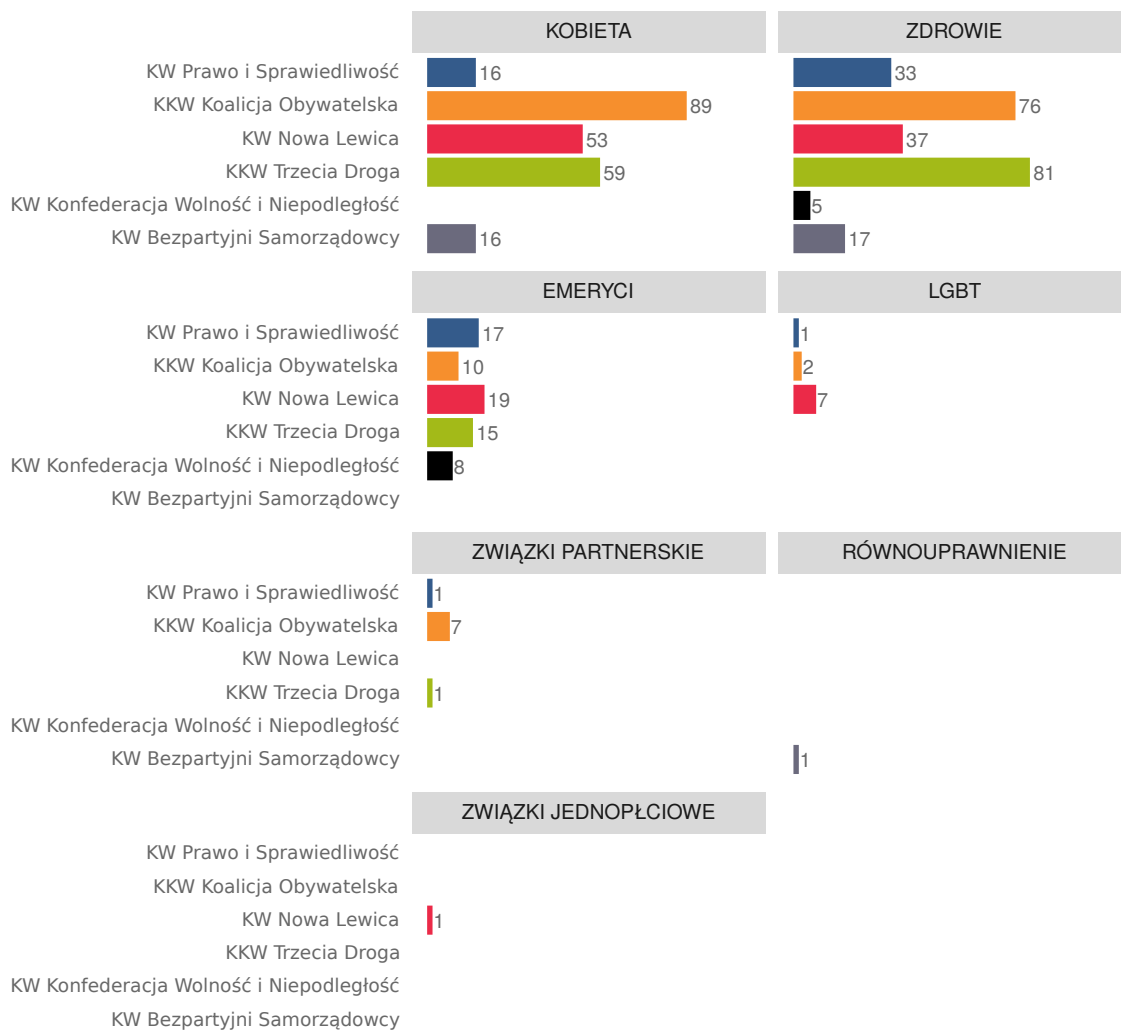 KOBIETA ZDROWIE
KW Prawo i Sprawiedliwość 16 33
KKW Koalicja Obywatelska 89 76
KW Nowa Lewica 53 37
KKW Trzecia Droga 59 81
KW Konfederacja Wolność i Niepodległość 5
KW Bezpartyjni Samorządowcy 16 17
EMERYCI LGBT
KW Prawo i Sprawiedliwość 17 1
KKW Koalicja Obywatelska 10 2
KW Nowa Lewica 19 7
KKW Trzecia Droga 15
KW Konfederacja Wolność i Niepodległość 8
KW Bezpartyjni Samorządowcy
ZWIĄZKI PARTNERSKIE RÓWNOUPRAWNIENIE
KW Prawo i Sprawiedliwość 1
KKW Koalicja Obywatelska 7
KW Nowa Lewica
KKW Trzecia Droga 1
KW Konfederacja Wolność i Niepodległość
KW Bezpartyjni Samorządowcy 1
ZWIĄZKI JEDNOPŁCIOWE
KW Prawo i Sprawiedliwość
KKW Koalicja Obywatelska
KW Nowa Lewica 1
KKW Trzecia Droga
KW Konfederacja Wolność i Niepodległość
KW Bezpartyjni Samorządowcy